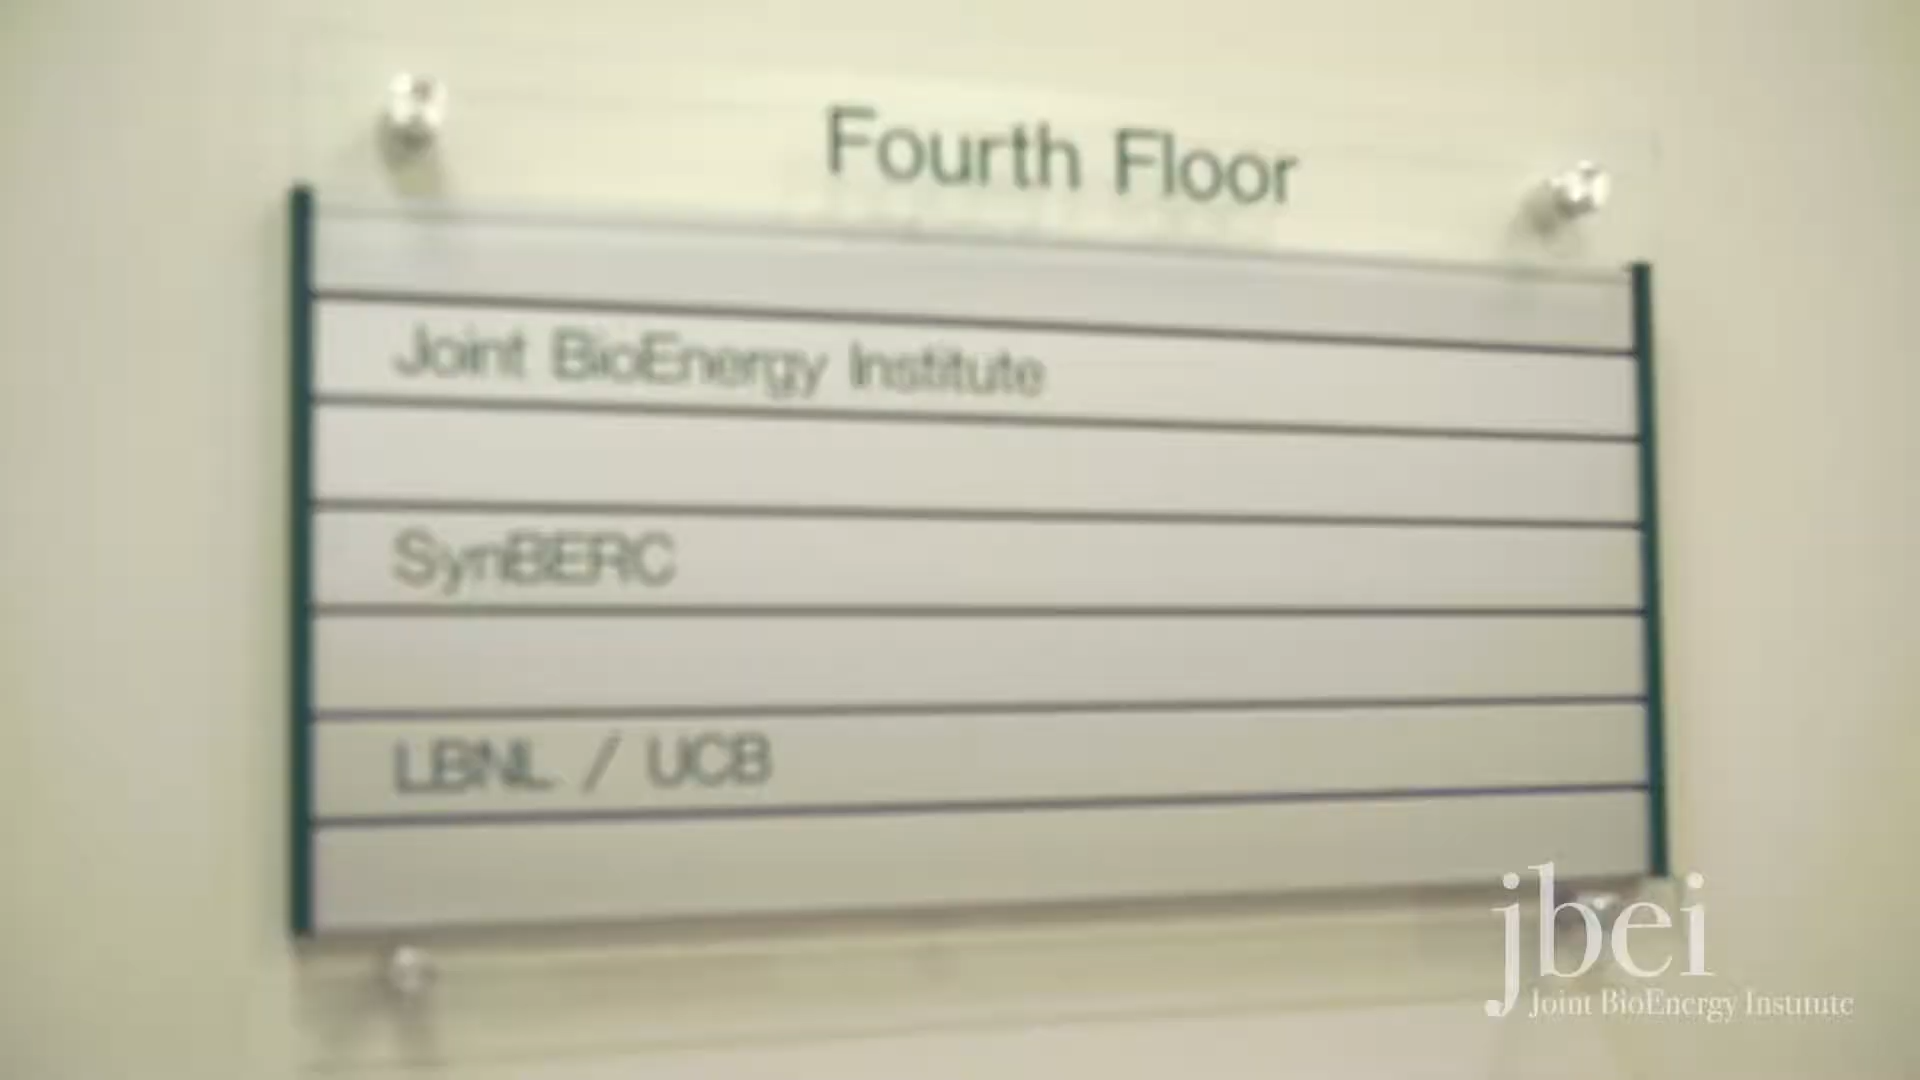 Fourth Floor
Joint BioEnergy Institute
SynBERC
LBNL / UCB
jbei
Joint BioEnergy Institute